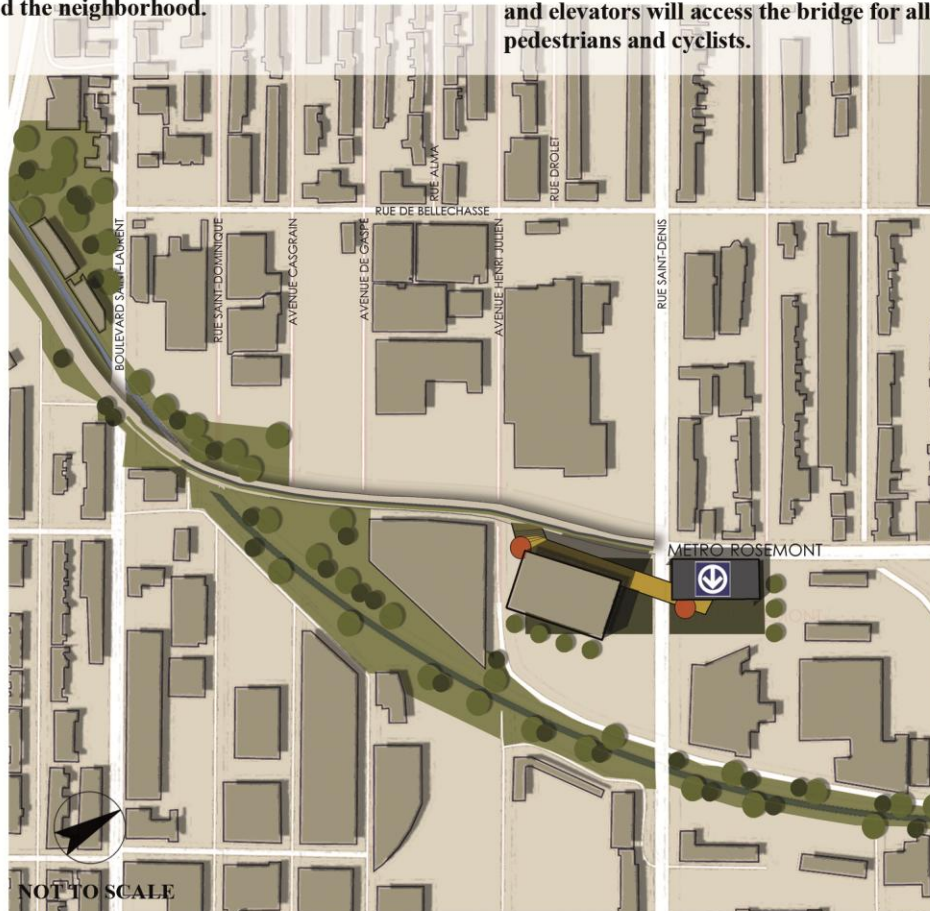 d the neighborhood.
and elevators will access the bridge for all
pedestrians and cyclists.
RUE ALMA
RUE DROLET
RUE DE BELLECHASSE
BOULEVARD SAINT-LAURENT
RUE SAINT-DOMINIQUE
AVENUE CASGRAIN
AVENUE DE GASPE
AVENUE HENRI JULIEN
RUE SAINT-DENIS
METRO ROSEMONT
NOT TO SCALE